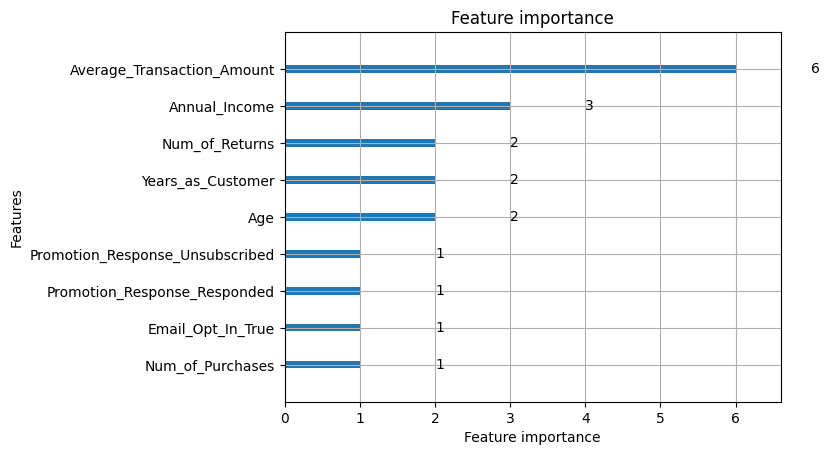 Feature importance
Average_Transaction_Amount 6
Annual_Income 3
Num_of_Returns 2
Years_as_Customer 2
Age 2
Promotion_Response_Unsubscribed 1
Promotion_Response_Responded 1
Email_Opt_In_True 1
Num_of_Purchases 1
Features
0 1 2 3 4 5 6
Feature importance